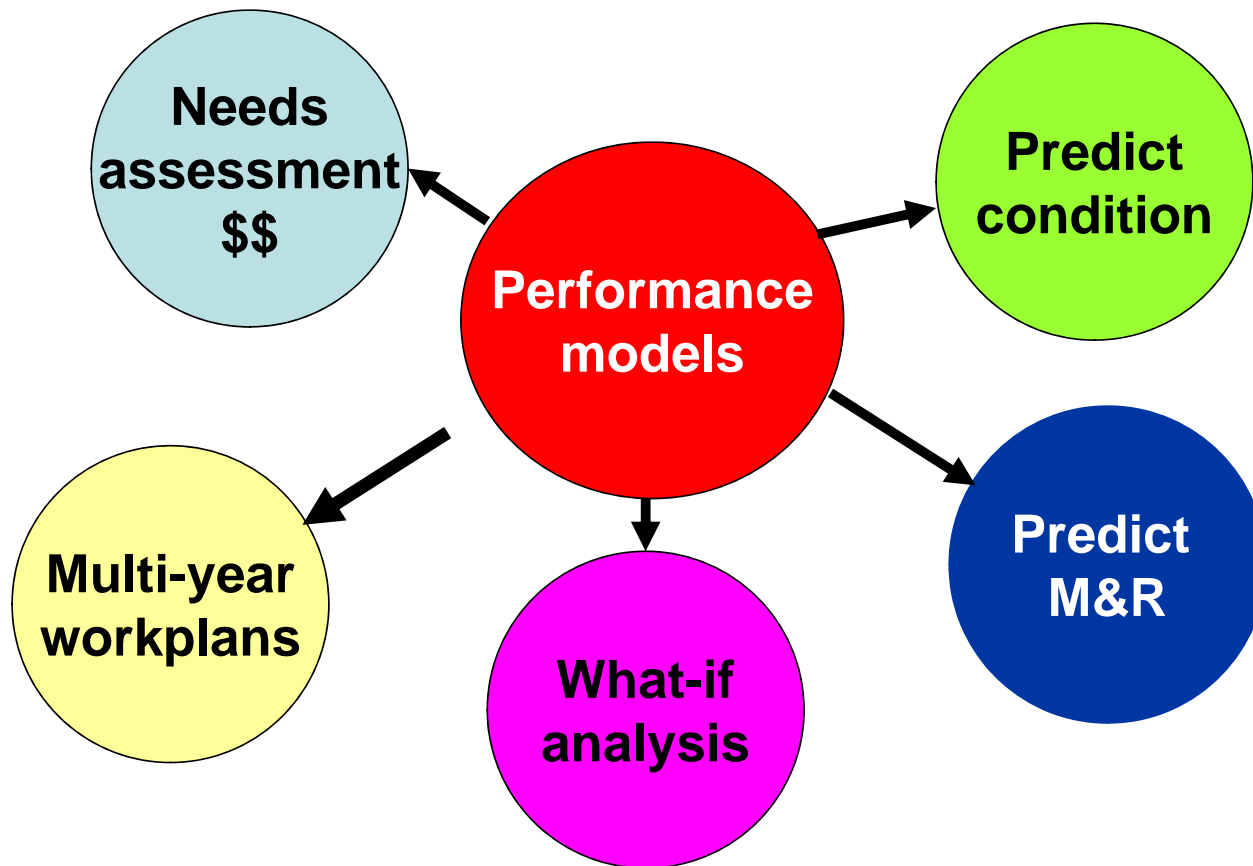 Needs
assessment
$$
Performance
models
Predict
condition
Multi-year
workplans
What-if
analysis
Predict
M&R